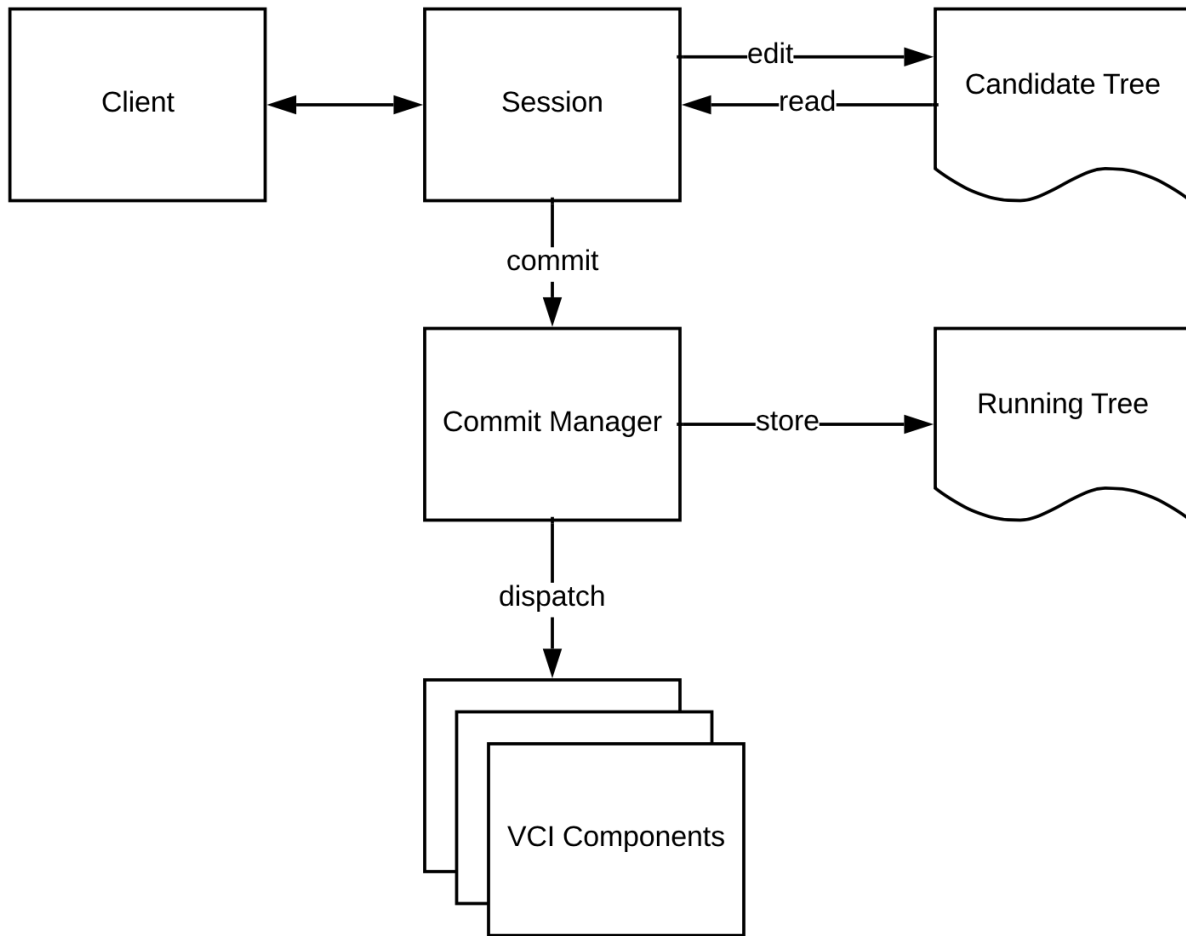 Client
Session
edit
read
Candidate Tree
commit
Commit Manager
store
Running Tree
dispatch
VCI Components